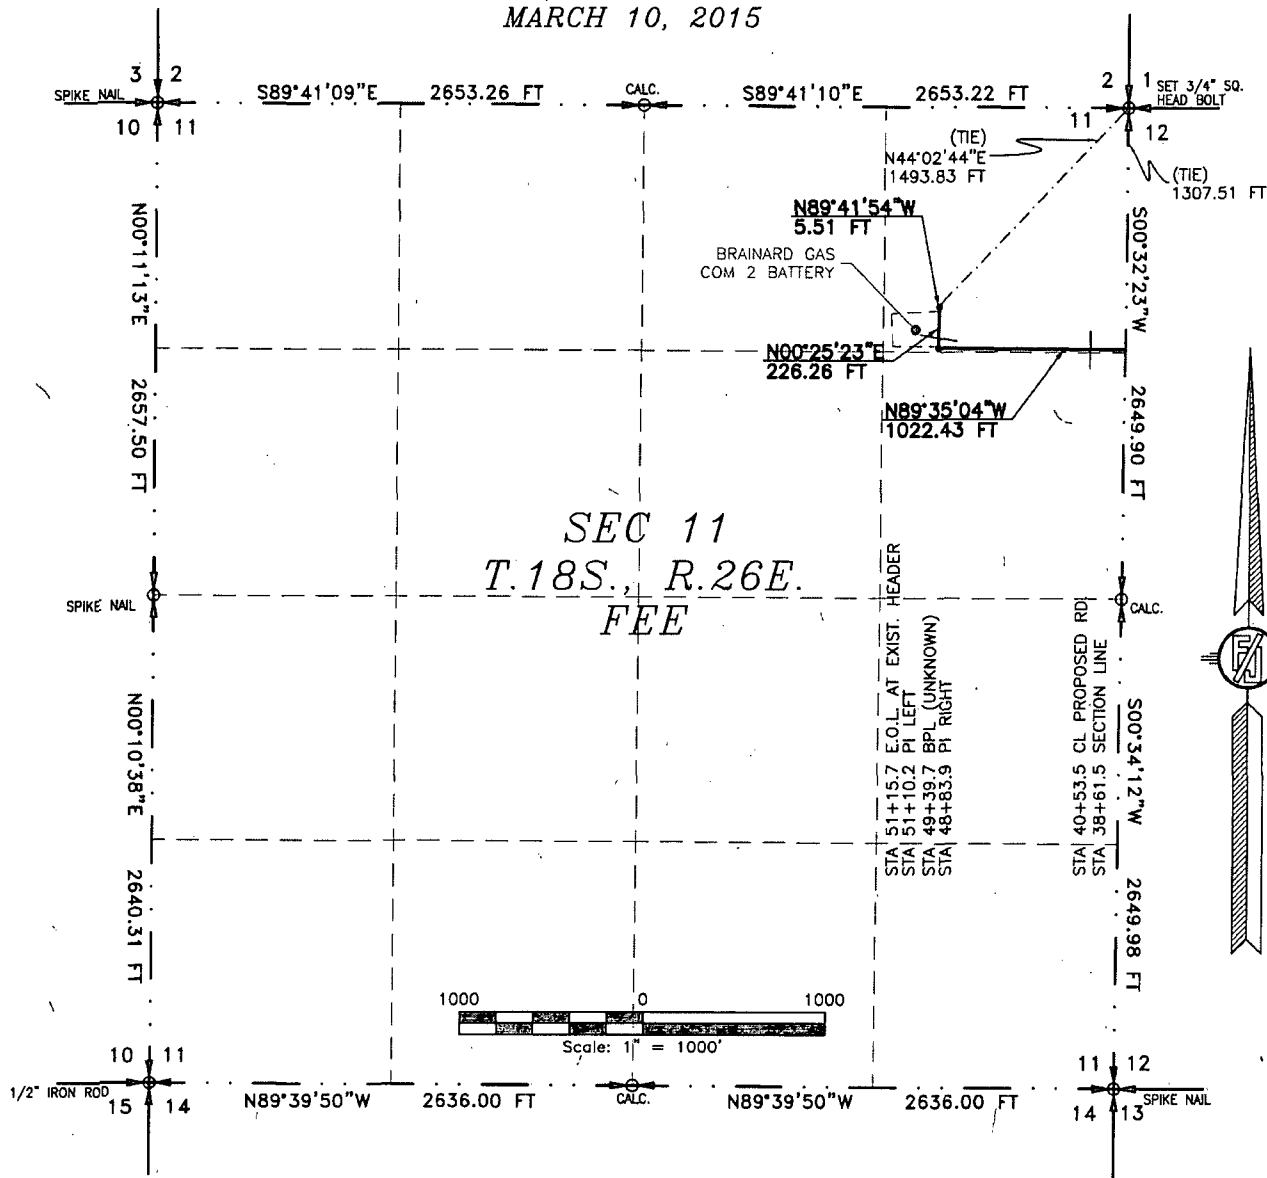 MARCH 10, 2015
3 2
SPIKE NAIL
10 11
S89°41'09"E 2653.26 FT
CALC.
S89°41'10"E 2653.22 FT
2 1
SET 3/4" SQ.
HEAD BOLT
11 12
(TIE)
N44°02'44"E
1493.83 FT
(TIE)
1307.51 FT
N89°41'54"W
5.51 FT
BRAINARD GAS
COM 2 BATTERY
N00°25'23"E
226.26 FT
N89°35'04"W
1022.43 FT
N00°11'13"E 2657.50 FT
S00°32'23"W 2649.90 FT
SEC 11
T.18S., R.26E.
FEE
SPIKE NAIL
CALC.
STA 51+15.7 E.O.L. AT EXIST. HEADER
STA 51+10.2 PI LEFT
STA 49+39.7 BPL (UNKNOWN)
STA 48+83.9 PI RIGHT
STA 40+53.5 CL PROPOSED RD
STA 38+61.5 SECTION LINE
N00°10'38"E 2640.31 FT
S00°34'12"W 2649.98 FT
1000 0 1000
Scale: 1" = 1000'
10 11
1/2" IRON ROD
15 14
N89°39'50"W 2636.00 FT
CALC.
N89°39'50"W 2636.00 FT
11 12
SPIKE NAIL
14 13